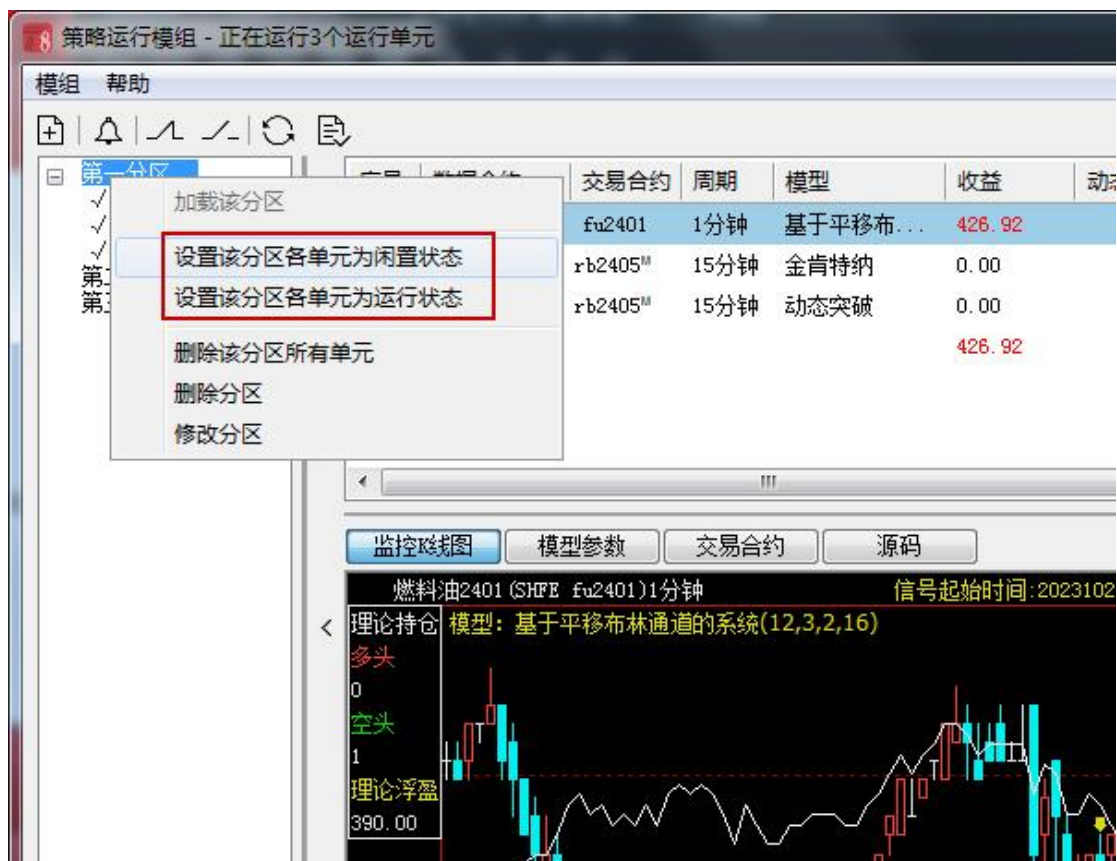 策略运行模组 - 正在运行3个运行单元
模组 帮助
第一分区
交易合约 周期 模型 收益
加载该分区
设置该分区各单元为闲置状态
设置该分区各单元为运行状态
删除该分区所有单元
删除分区
修改分区
fu2401 1分钟 基于平移布... 426.92
rb2405ᴹ 15分钟 金肯特纳 0.00
rb2405ᴹ 15分钟 动态突破 0.00
426.92
监控K线图 模型参数 交易合约 源码
燃料油2401(SHFE fu2401)1分钟 信号起始时间:2023102
理论持仓 模型: 基于平移布林通道的系统(12,3,2,16)
多头
0
空头
1
理论浮盈
390.00